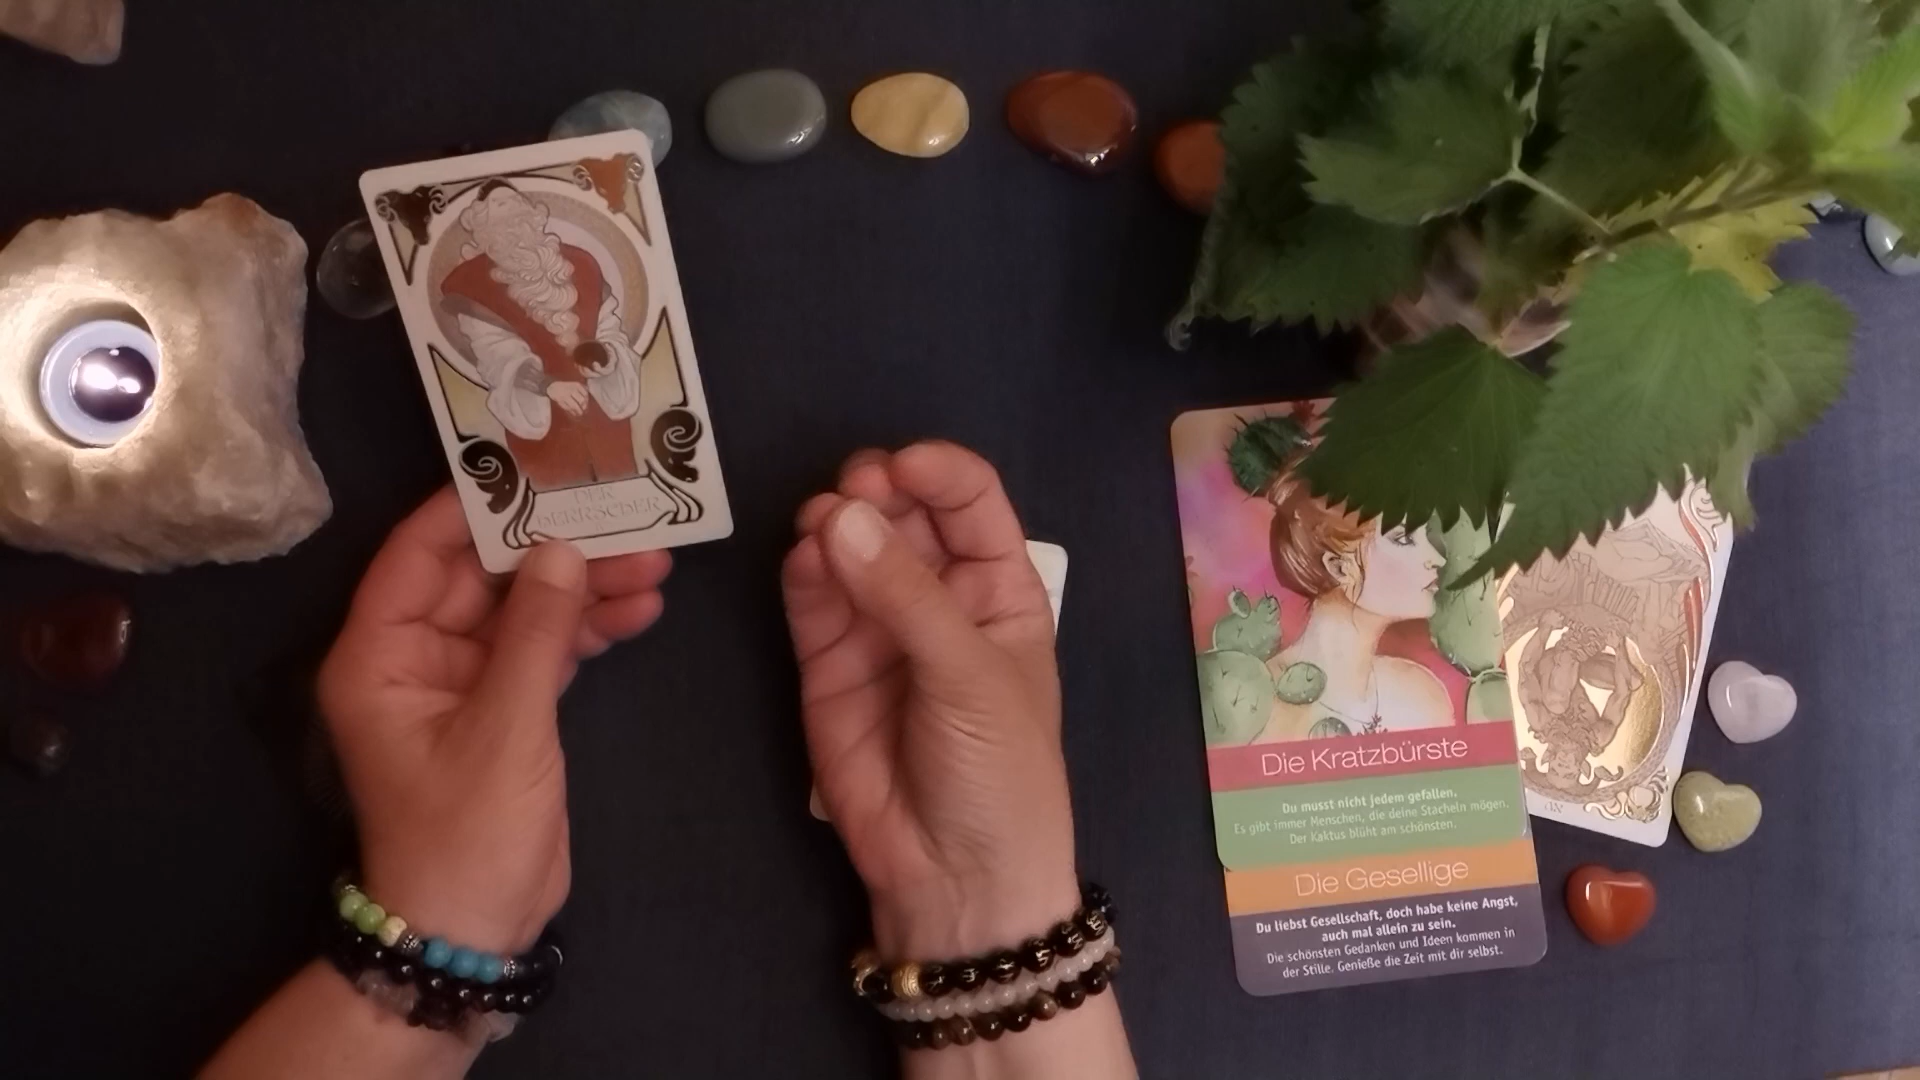 DER
HERRSCHER
Die Kratzbürste
Du musst nicht jedem gefallen.
Es gibt immer Menschen, die deine Stacheln mögen.
Der Kaktus blüht am schönsten.
Die Gesellige
Du liebst Gesellschaft, doch habe keine Angst,
auch mal allein zu sein.
Die schönsten Gedanken und Ideen kommen in
der Stille. Genieße die Zeit mit dir selbst.